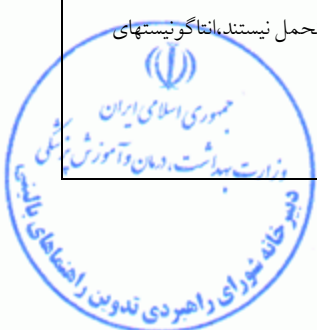 حمل نیستند،انتاگونیستهای
جمهوری اسلامی ایران
وزارت بهداشت، درمان و آموزش پزشکی
دبیرخانه شورای راهبردی تدوین راهنماهای بالینی